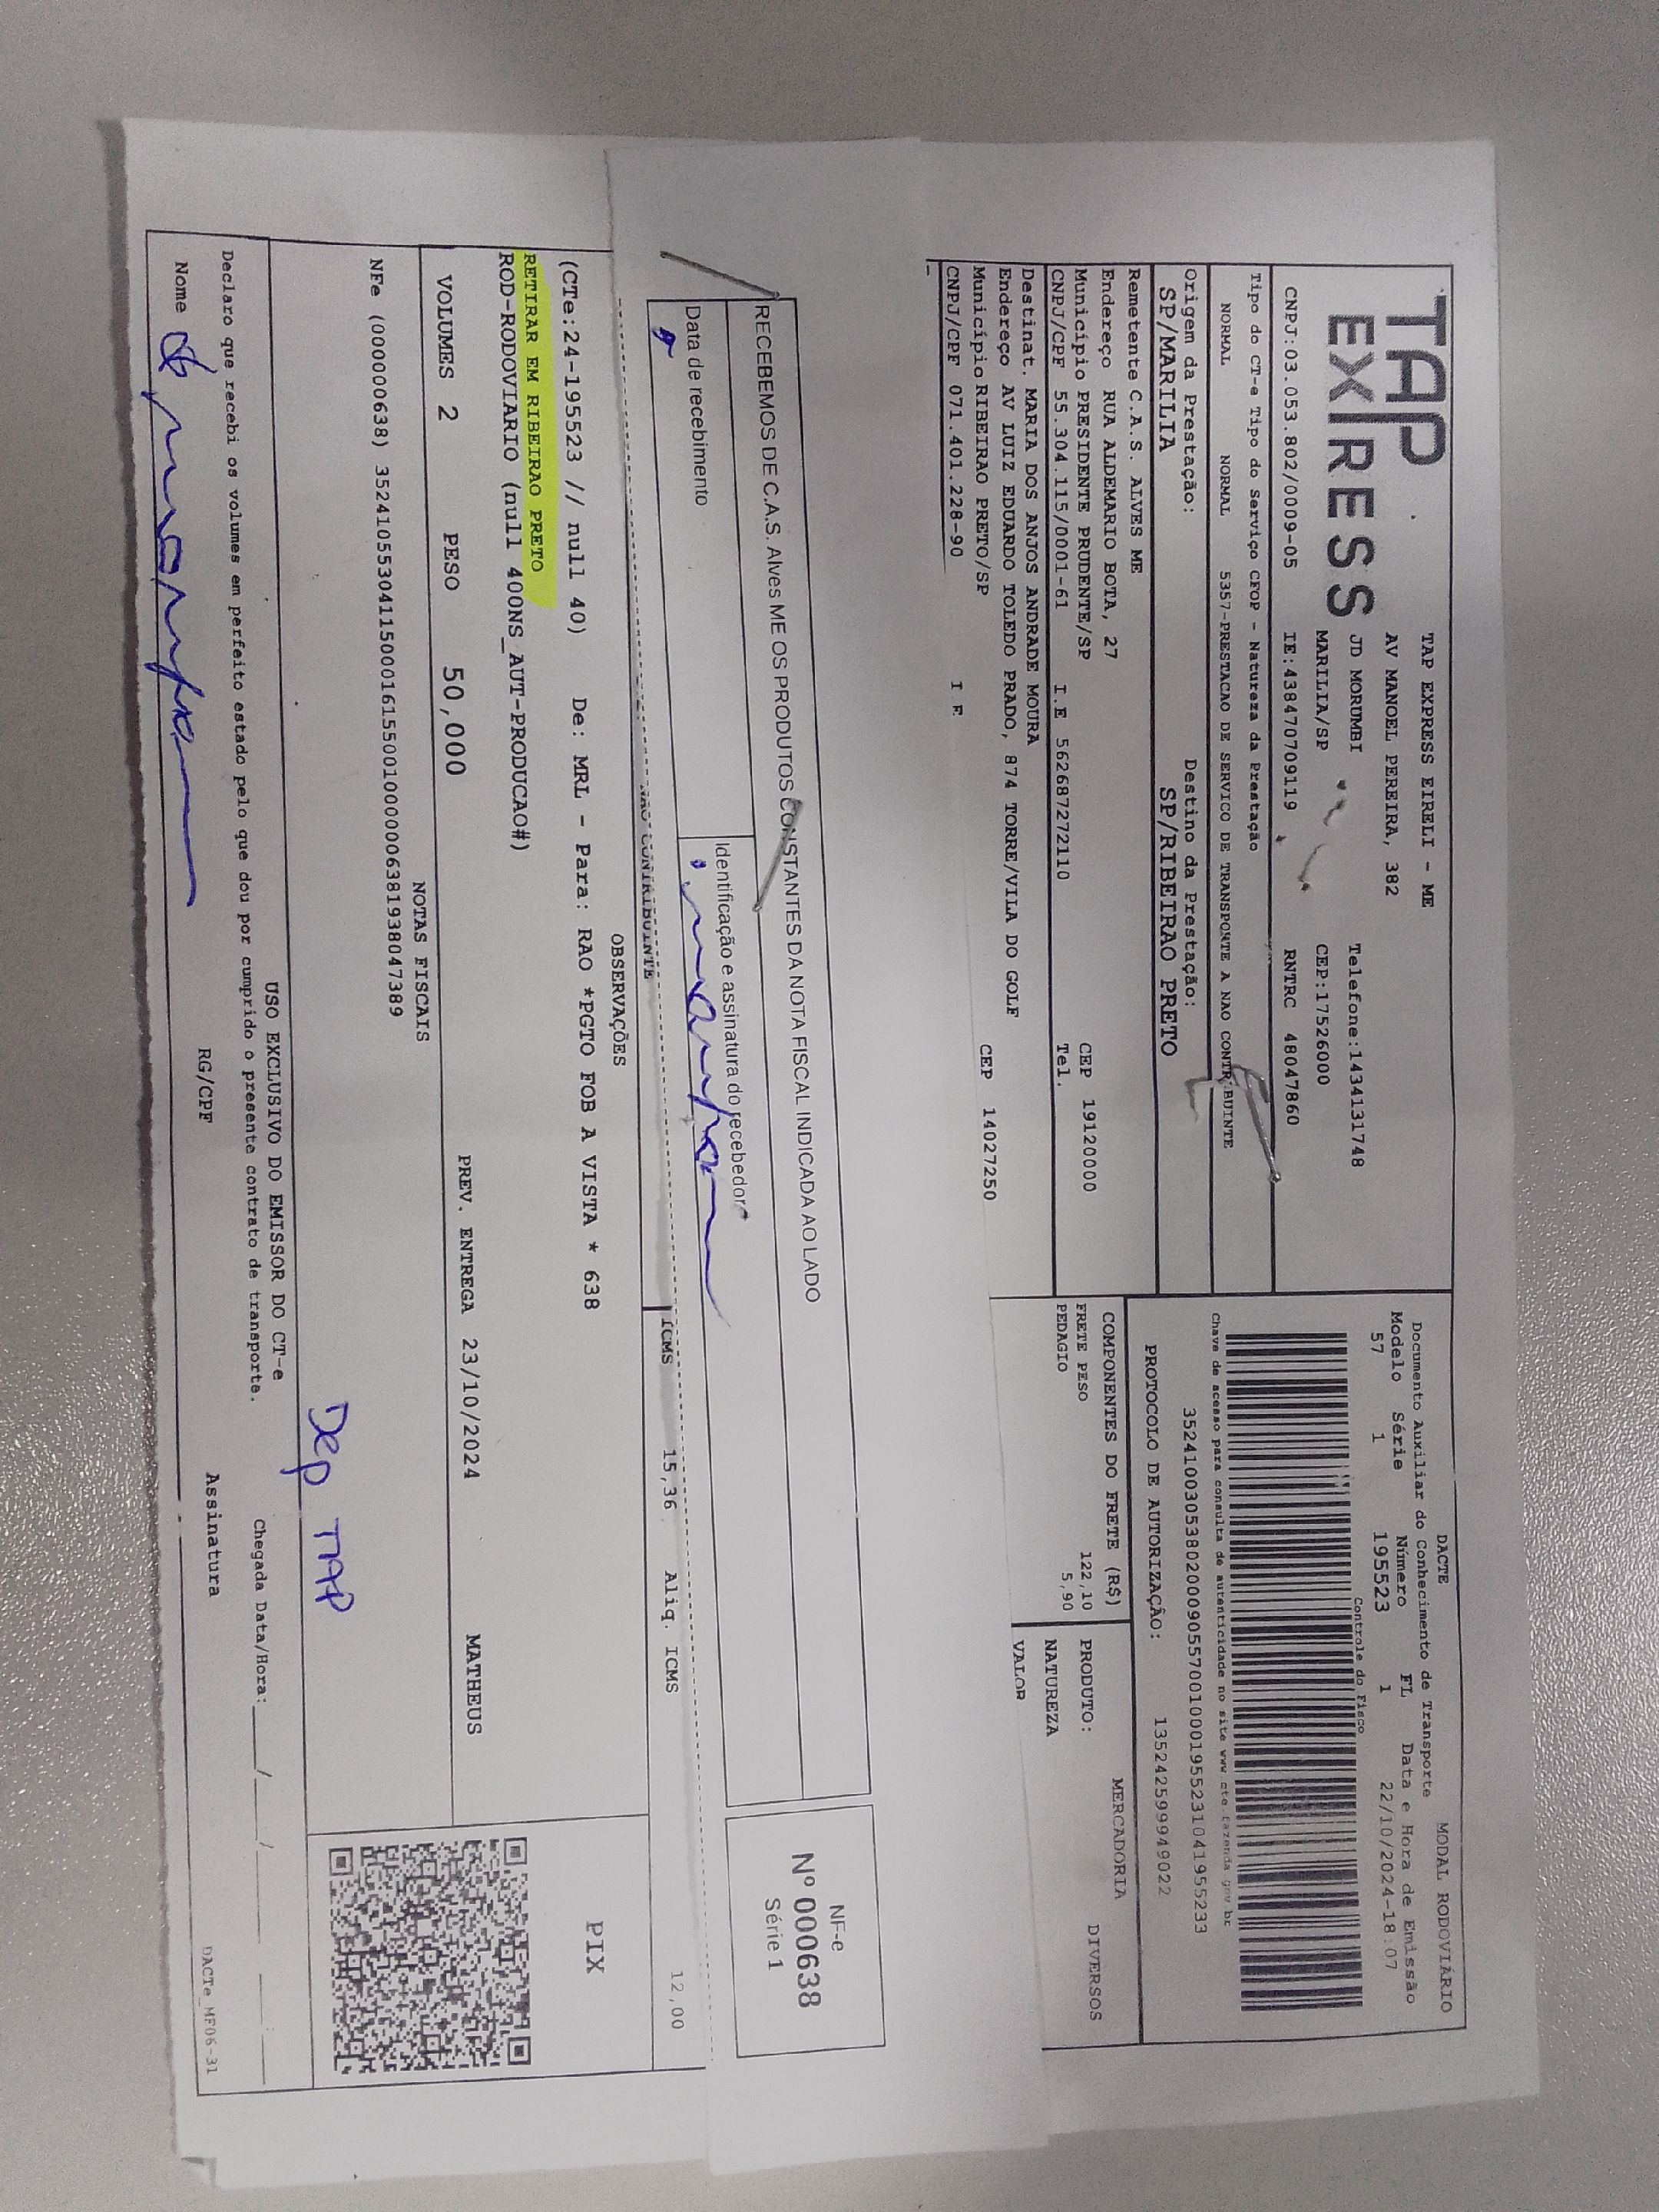 TAP
EXPRESS
TAP EXPRESS EIRELI - ME
AV MANOEL PEREIRA, 382
JD MORUMBI Telefone:1434131748
MARILIA/SP CEP:17526000
CNPJ:03.053.802/0009-05 IE:438470709119 RNTRC 48047860
Tipo do CT-e Tipo do Serviço CFOP - Natureza da Prestação
NORMAL NORMAL 5357-PRESTACAO DE SERVICO DE TRANSPORTE A NAO CONTRIBUINTE
Origem da Prestação: Destino da Prestação:
SP/MARILIA SP/RIBEIRAO PRETO
Remetente C.A.S. ALVES ME
Endereço RUA ALDEMARIO BOTA, 27
Município PRESIDENTE PRUDENTE/SP CEP 19120000
CNPJ/CPF 55.304.115/0001-61 I.E 562687272110 Tel.
Destinat. MARIA DOS ANJOS ANDRADE MOURA
Endereço AV LUIZ EDUARDO TOLEDO PRADO, 874 TORRE/VILA DO GOLF
Município RIBEIRAO PRETO/SP CEP 14027250
CNPJ/CPF 071.401.228-90 I E
DACTE MODAL RODOVIÁRIO
Documento Auxiliar do Conhecimento de Transporte
Modelo Série Número FL Data e Hora de Emissão
57 1 195523 1 22/10/2024-18:07
Controle do Fisco
Chave de acesso para consulta de autenticidade no site www.cte.fazenda.gov.br
35241003053802000905570010001955231041955233
PROTOCOLO DE AUTORIZAÇÃO: 135242599949022
COMPONENTES DO FRETE (R$) MERCADORIA
FRETE PESO 122,10 PRODUTO: DIVERSOS
PEDAGIO 5,90 NATUREZA
VALOR
RECEBEMOS DE C.A.S. Alves ME OS PRODUTOS CONSTANTES DA NOTA FISCAL INDICADA AO LADO
Data de recebimento Identificação e assinatura do recebedor
NF-e
Nº 000638
Série 1
NAO CONTRIBUINTE ICMS 15,36 Aliq. ICMS 12,00
OBSERVAÇÕES
(CTe:24-195523 // null 40) De: MRL - Para: RAO *PGTO FOB A VISTA * 638
RETIRAR EM RIBEIRAO PRETO
ROD-RODOVIARIO (null 400NS_AUT-PRODUCAO#)
PIX
VOLUMES 2 PESO 50,000 PREV. ENTREGA 23/10/2024 MATHEUS
NOTAS FISCAIS
NFe (000000638) 35241055304115000161550010000006381938047389
Dep TAP
USO EXCLUSIVO DO EMISSOR DO CT-e
Declaro que recebi os volumes em perfeito estado pelo que dou por cumprido o presente contrato de transporte. Chegada Data/Hora: ___/___/____ __:__
Nome RG/CPF Assinatura
DACTe_MF06-31